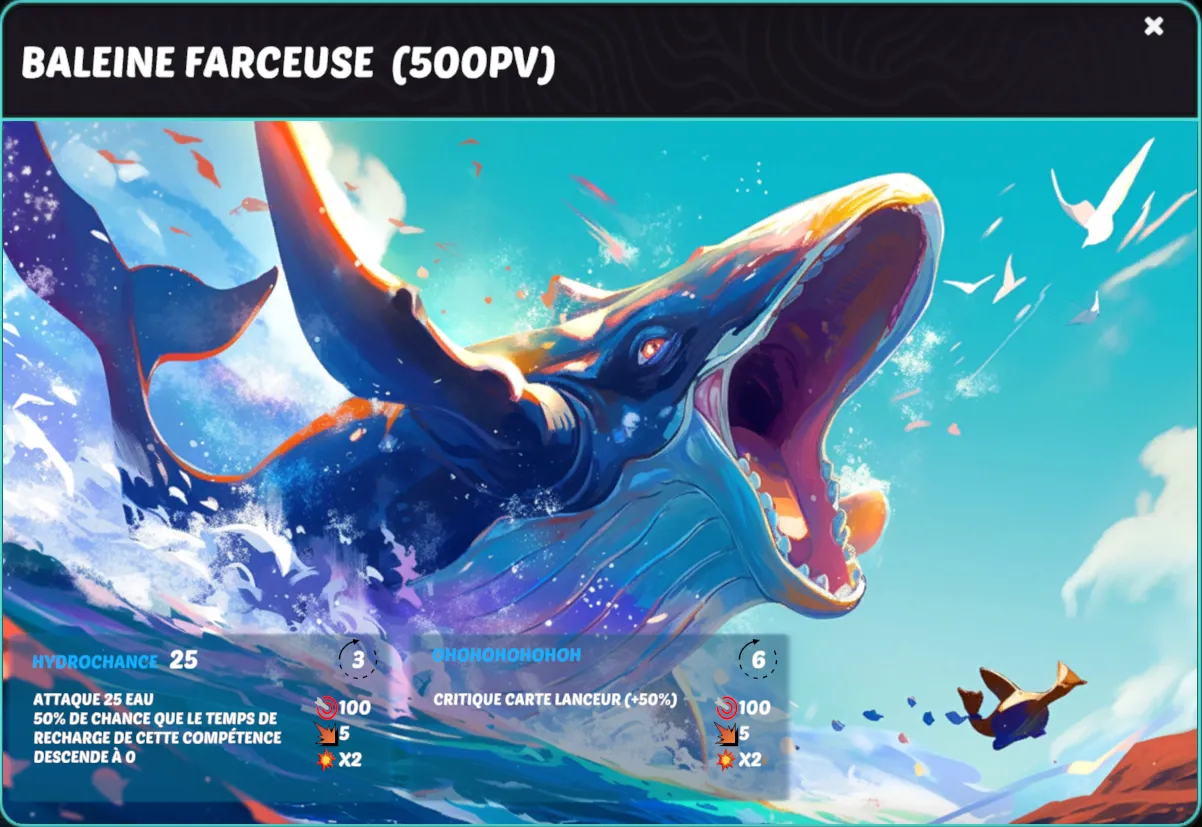 BALEINE FARCEUSE (500PV)
HYDROCHANCE 25
3
ATTAQUE 25 EAU
50% DE CHANCE QUE LE TEMPS DE
RECHARGE DE CETTE COMPÉTENCE
DESCENDE À 0
100
5
X2
OHOHOHOHOHOH
6
CRITIQUE CARTE LANCEUR (+50%)
100
5
X2